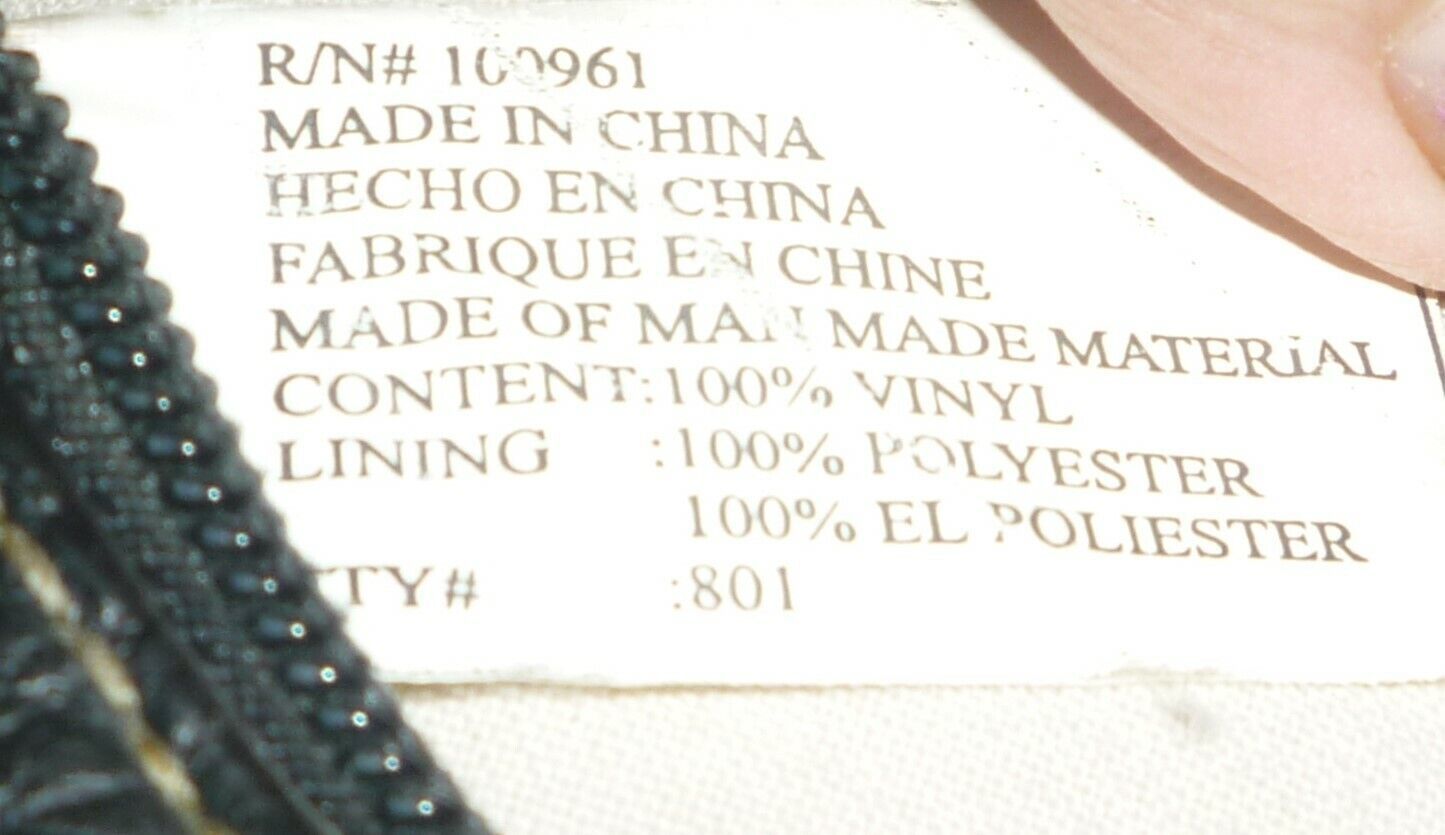 R/N# 100961
MADE IN CHINA
HECHO EN CHINA
FABRIQUE EN CHINE
MADE OF MAN MADE MATERiAL
CONTENT:100% VINYL
LINING :100% POLYESTER
100% EL POLIESTER
TY# :801